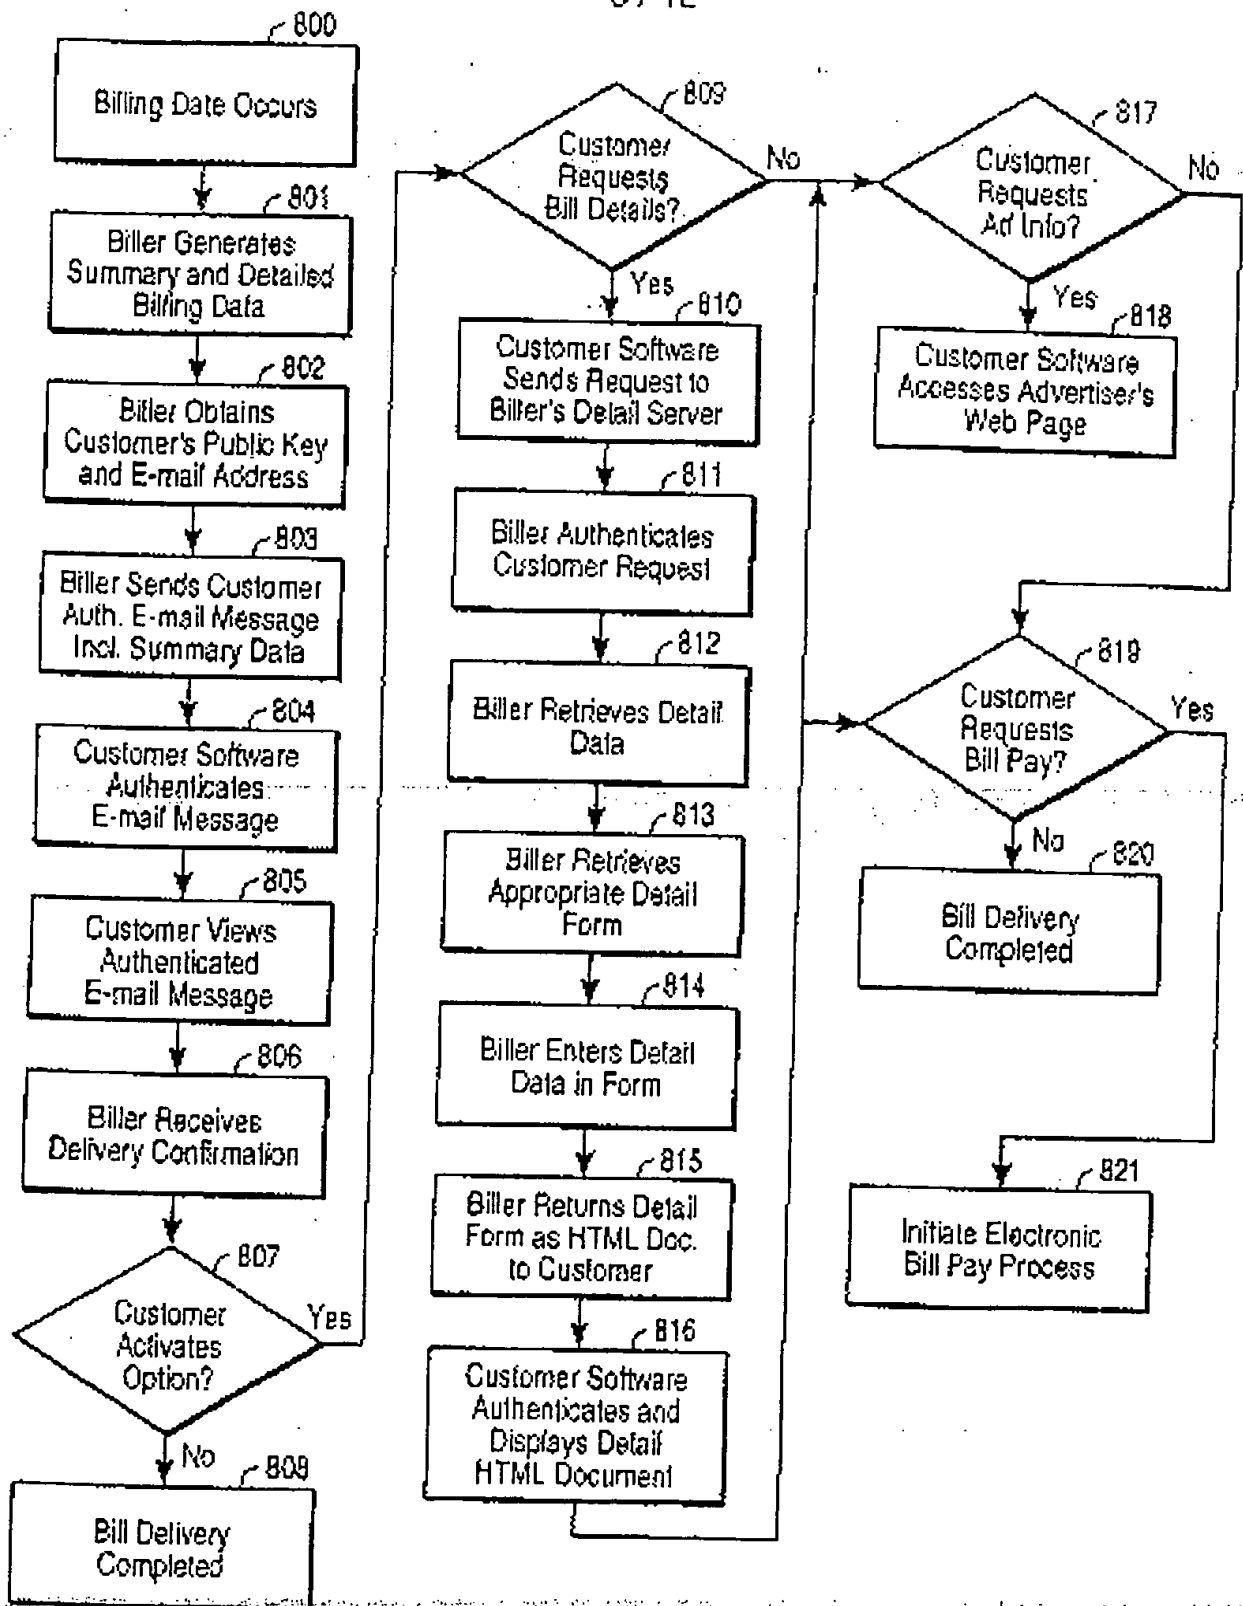 800
Billing Date Occurs
801
Biller Generates
Summary and Detailed
Billing Data
802
Biller Obtains
Customer's Public Key
and E-mail Address
803
Biller Sends Customer
Auth. E-mail Message
Incl. Summary Data
804
Customer Software
Authenticates
E-mail Message
805
Customer Views
Authenticated
E-mail Message
806
Biller Receives
Delivery Confirmation
807
Customer
Activates
Option?
Yes
No
808
Bill Delivery
Completed
809
Customer
Requests
Bill Details?
No
Yes
810
Customer Software
Sends Request to
Biller's Detail Server
811
Biller Authenticates
Customer Request
812
Biller Retrieves Detail
Data
813
Biller Retrieves
Appropriate Detail
Form
814
Biller Enters Detail
Data in Form
815
Biller Returns Detail
Form as HTML Doc.
to Customer
816
Customer Software
Authenticates and
Displays Detail
HTML Document
817
Customer
Requests
Ad Info?
No
Yes
818
Customer Software
Accesses Advertiser's
Web Page
819
Customer
Requests
Bill Pay?
Yes
No
820
Bill Delivery
Completed
821
Initiate Electronic
Bill Pay Process